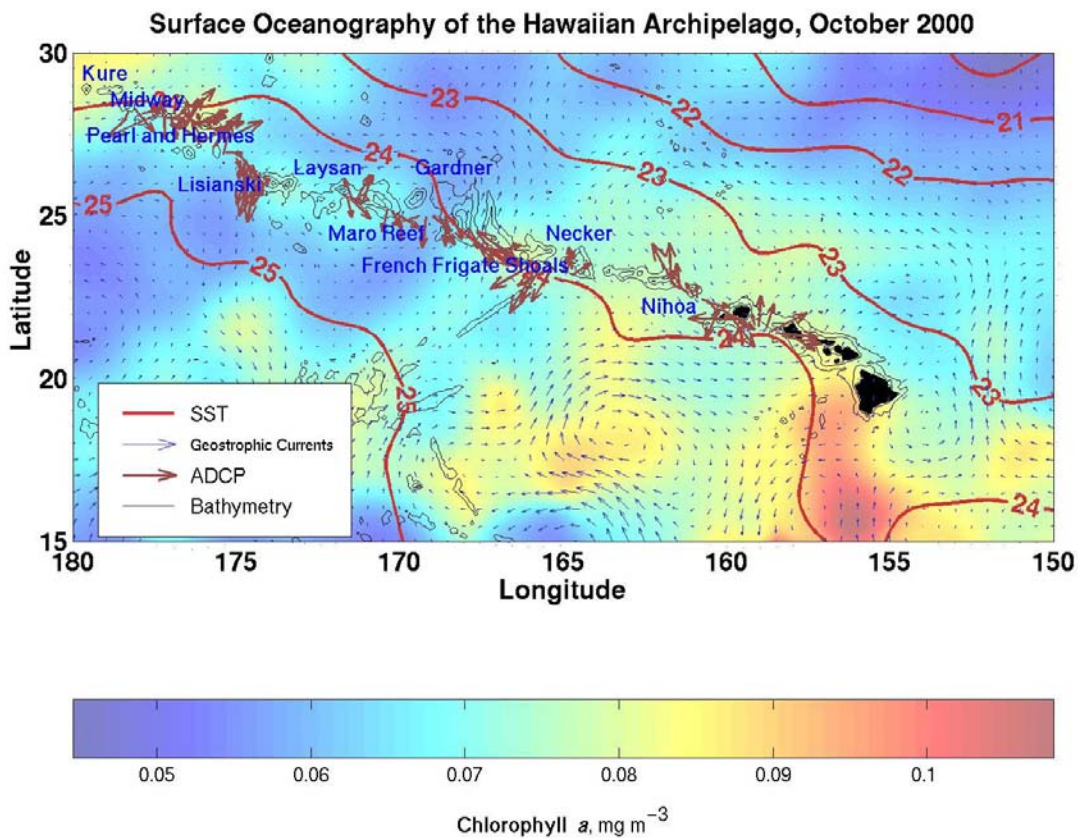 Surface Oceanography of the Hawaiian Archipelago, October 2000
30
25
20
15
Latitude
Kure
Midway
Pearl and Hermes
Lisianski
Laysan
Gardner
Maro Reef
French Frigate Shoals
Necker
Nihoa
23
22
21
24
23
22
25
25
23
24
25
23
24
SST
Geostrophic Currents
ADCP
Bathymetry
180 175 170 165 160 155 150
Longitude
0.05 0.06 0.07 0.08 0.09 0.1
Chlorophyll a, mg m⁻³